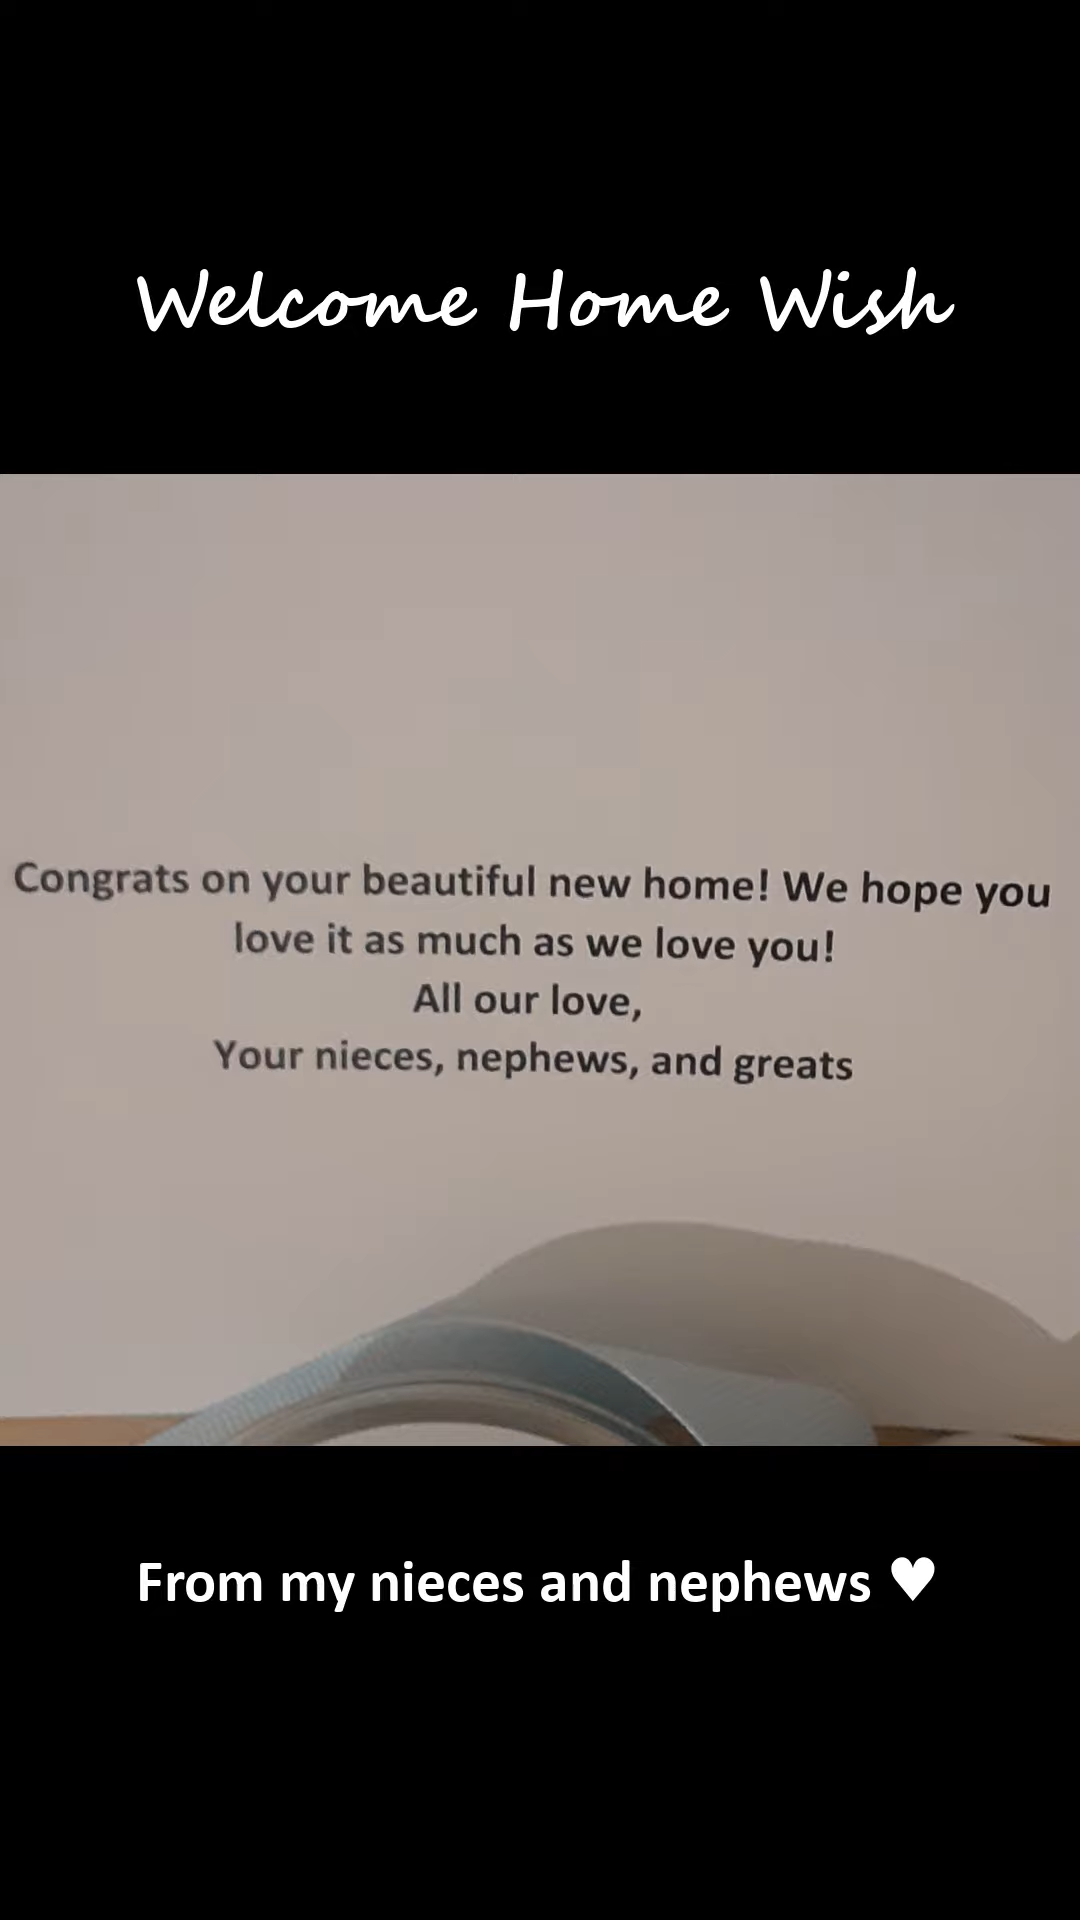 Welcome Home Wish
Congrats on your beautiful new home! We hope you
love it as much as we love you!
All our love,
Your nieces, nephews, and greats
From my nieces and nephews ♥